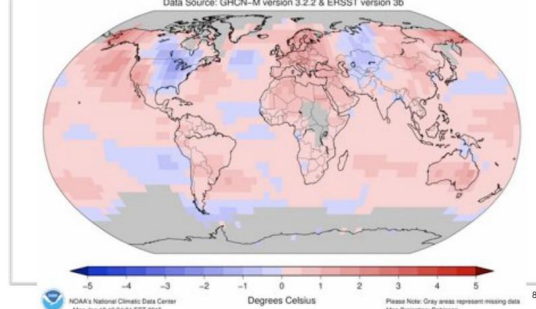 Data Source: GHCN-M version 3.2.2 & ERSST version 3b
-5 -4 -3 -2 -1 0 1 2 3 4 5
NOAA's National Climatic Data Center
Degrees Celsius
Please Note: Gray areas represent missing data
8